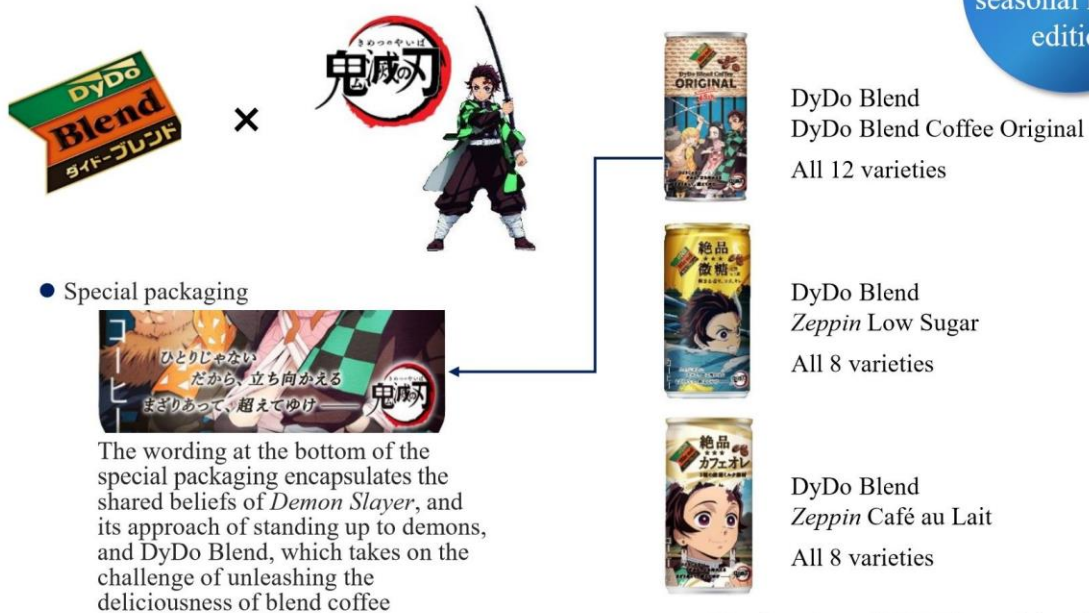 seasonal
editio
DyDo
Blend
ダイドーブレンド
×
きめつのやいば
鬼滅の刃
DyDo Blend Coffee
ORIGINAL
DyDo Blend
DyDo Blend Coffee Original
All 12 varieties
● Special packaging
コーヒー
ひとりじゃない
だから、立ち向かえる
まざりあって、超えてゆけ――
鬼滅の刃
The wording at the bottom of the
special packaging encapsulates the
shared beliefs of Demon Slayer, and
its approach of standing up to demons,
and DyDo Blend, which takes on the
challenge of unleashing the
deliciousness of blend coffee
絶品
微糖
DyDo Blend
Zeppin Low Sugar
All 8 varieties
絶品
カフェオレ
DyDo Blend
Zeppin Café au Lait
All 8 varieties